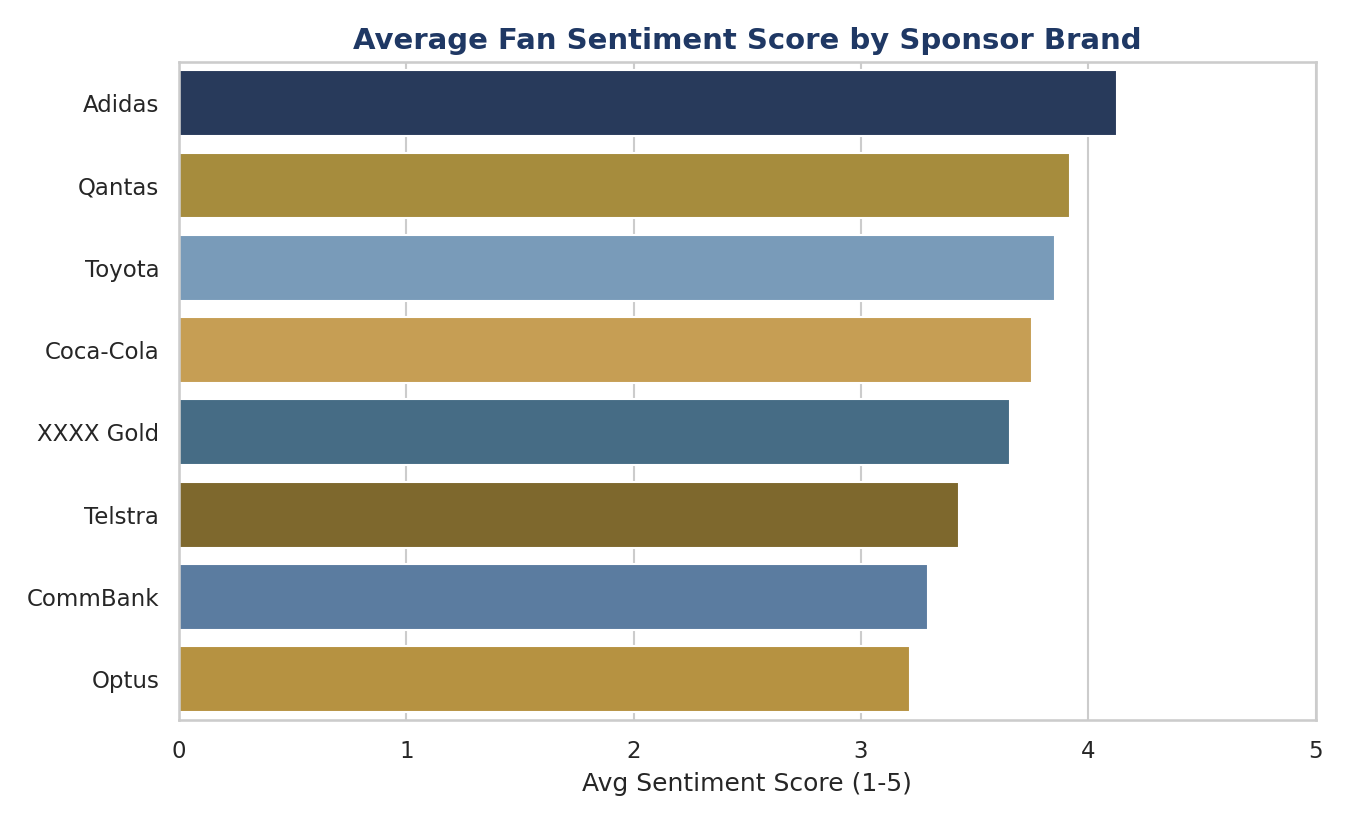 Average Fan Sentiment Score by Sponsor Brand
Adidas
Qantas
Toyota
Coca-Cola
XXXX Gold
Telstra
CommBank
Optus
0 1 2 3 4 5
Avg Sentiment Score (1-5)